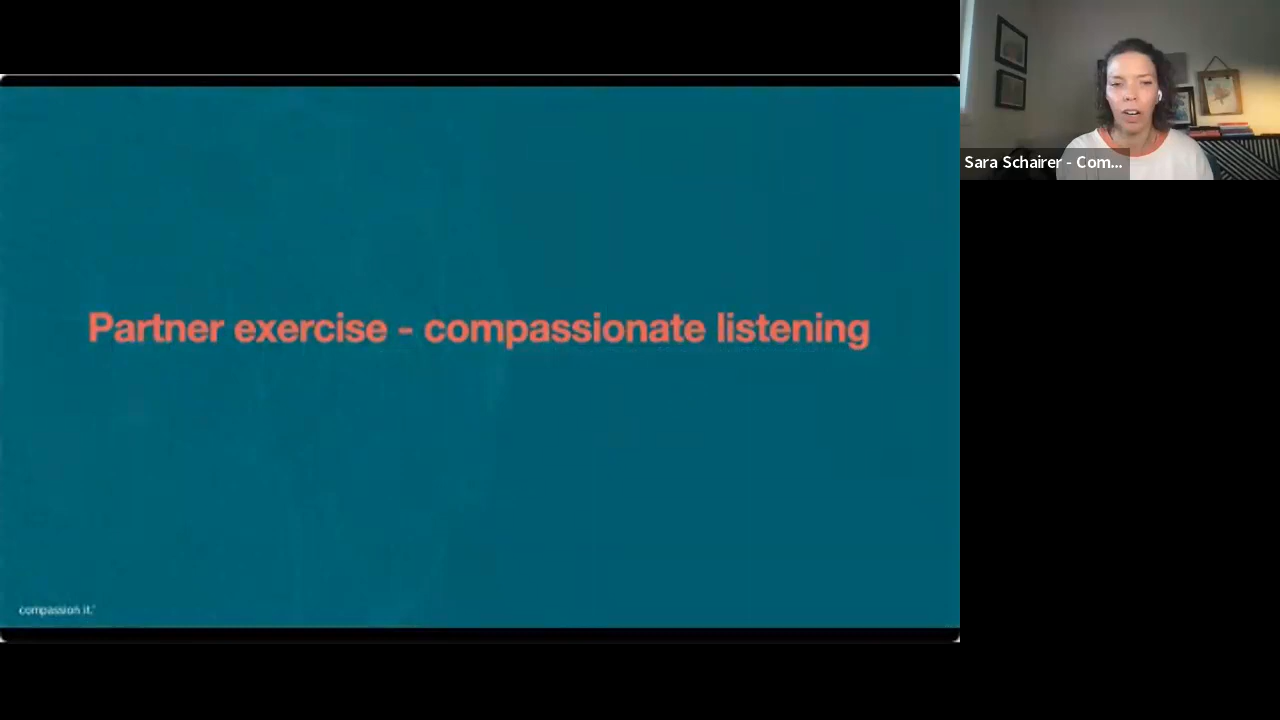 Sara Schairer - Com...
Partner exercise - compassionate listening
compassion it.